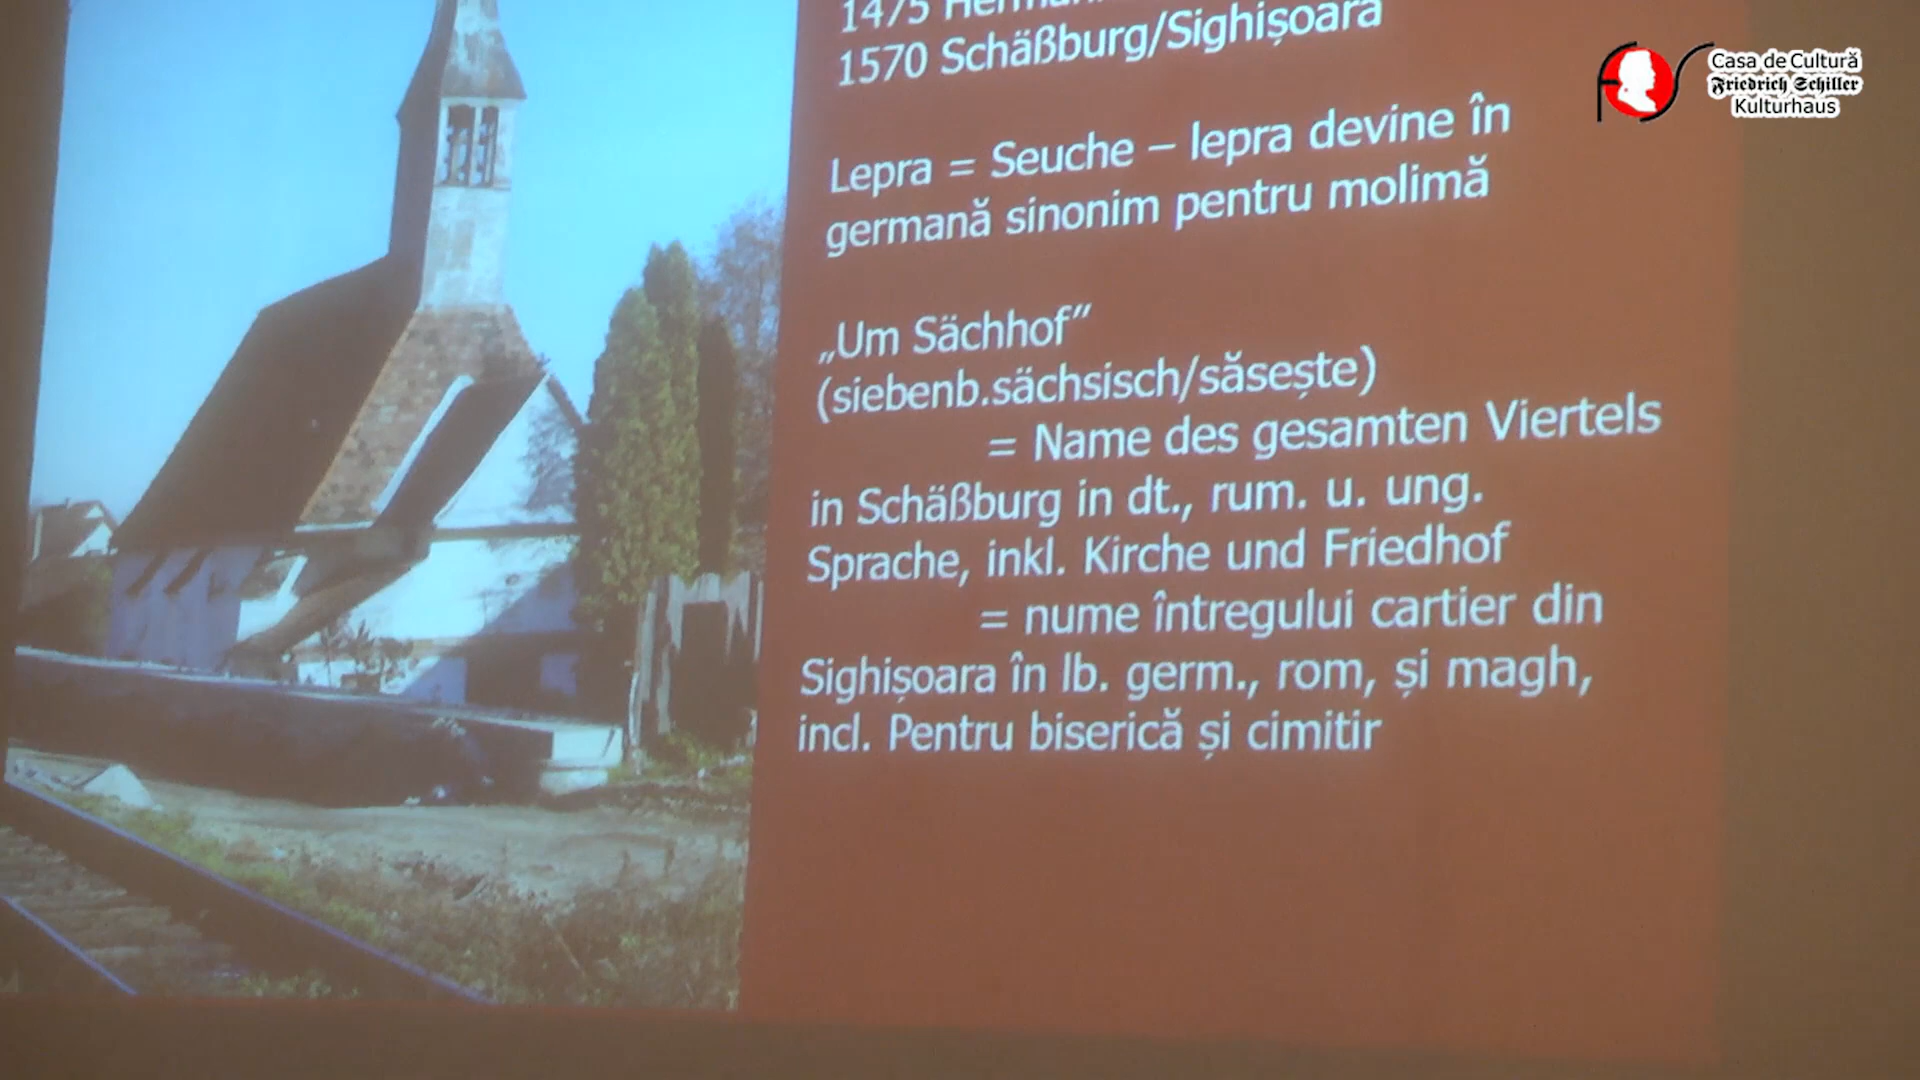 1475
1570 Schäßburg/Sighișoara
Lepra = Seuche – lepra devine în
germană sinonim pentru molimă
„Um Sächhof”
(siebenb.sächsisch/săsește)
= Name des gesamten Viertels
in Schäßburg in dt., rum. u. ung.
Sprache, inkl. Kirche und Friedhof
= nume întregului cartier din
Sighișoara în lb. germ., rom, și magh,
incl. Pentru biserică și cimitir
Casa de Cultură
Friedrich Schiller
Kulturhaus